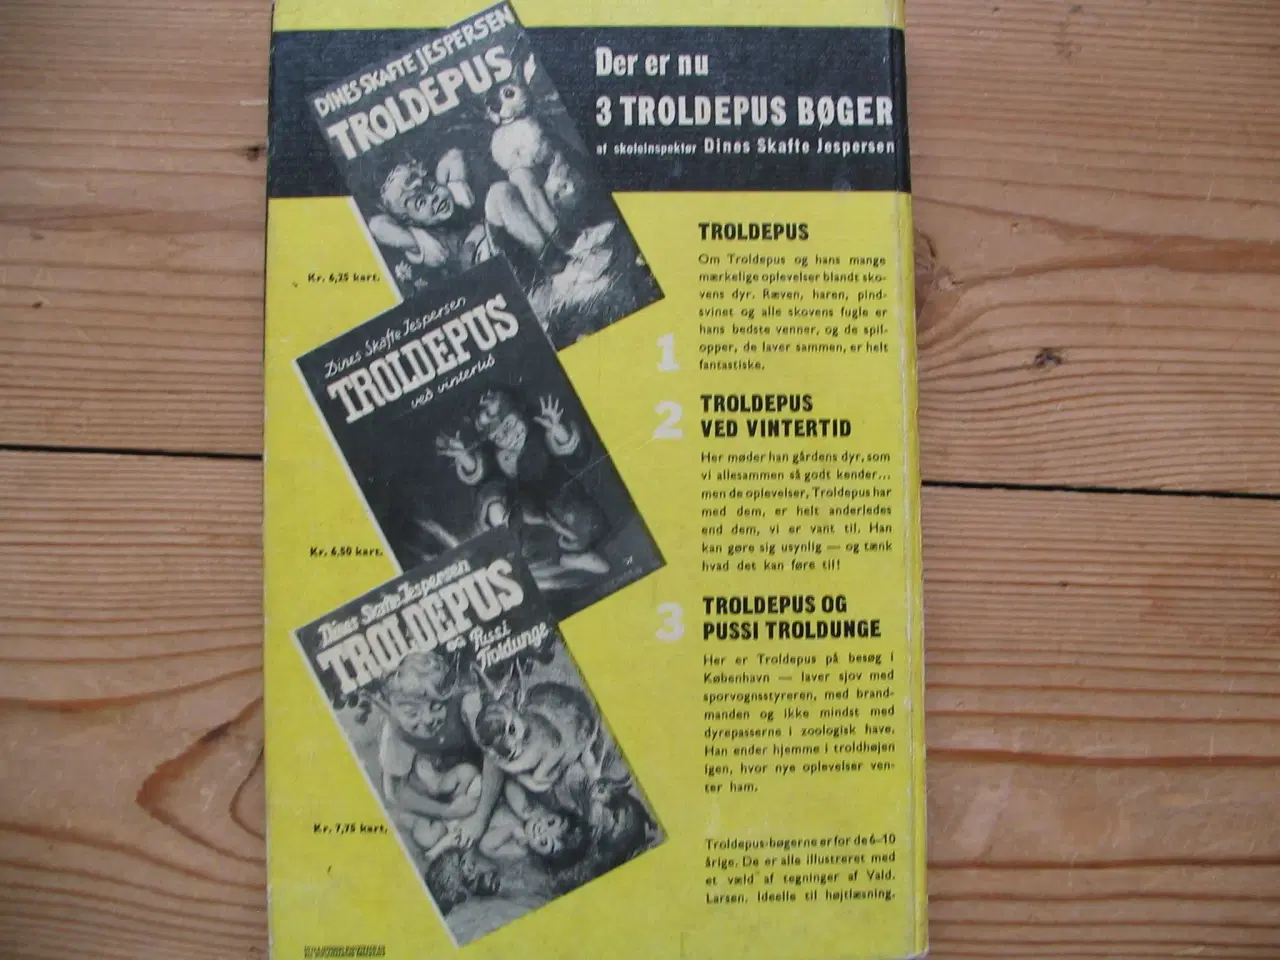 DINES SKAFTE JESPERSEN
TROLDEPUS
Der er nu
3 TROLDEPUS BØGER
af skoleinspektør Dines Skafte Jespersen
Kr. 6,25 kart.
Dines Skafte Jespersen
TROLDEPUS
ved vintertid
Kr. 6,50 kart.
Dines Skafte Jespersen
TROLDEPUS
og Pussi
Troldunge
Kr. 7,75 kart.
1
TROLDEPUS
Om Troldepus og hans mange
mærkelige oplevelser blandt sko-
vens dyr. Ræven, haren, pind-
svinet og alle skovens fugle er
hans bedste venner, og de spil-
opper, de laver sammen, er helt
fantastiske.
2
TROLDEPUS
VED VINTERTID
Her møder han gårdens dyr, som
vi allesammen så godt kender...
men de oplevelser, Troldepus har
med dem, er helt anderledes
end dem, vi er vant til. Han
kan gøre sig usynlig — og tænk
hvad det kan føre til!
3
TROLDEPUS OG
PUSSI TROLDUNGE
Her er Troldepus på besøg i
København — laver sjov med
sporvognsstyreren, med brand-
manden og ikke mindst med
dyrepasserne i zoologisk have.
Han ender hjemme i troldhøjen
igen, hvor nye oplevelser ven-
ter ham.
Troldepus-bøgerne er for de 6-10
årige. De er alle illustreret med
et væld af tegninger af Vald.
Larsen. Ideelle til højtlæsning.